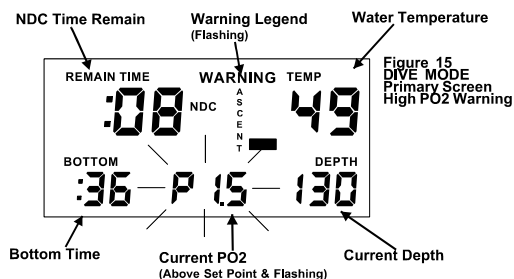 NDC Time Remain
Warning Legend
(Flashing)
Water Temperature
Figure 15
DIVE MODE
Primary Screen
High PO2 Warning
REMAIN TIME
WARNING
TEMP
:08
NDC
ASCENT
49
BOTTOM
DEPTH
:36
P 1.5
130
Bottom Time
Current PO2
(Above Set Point & Flashing)
Current Depth